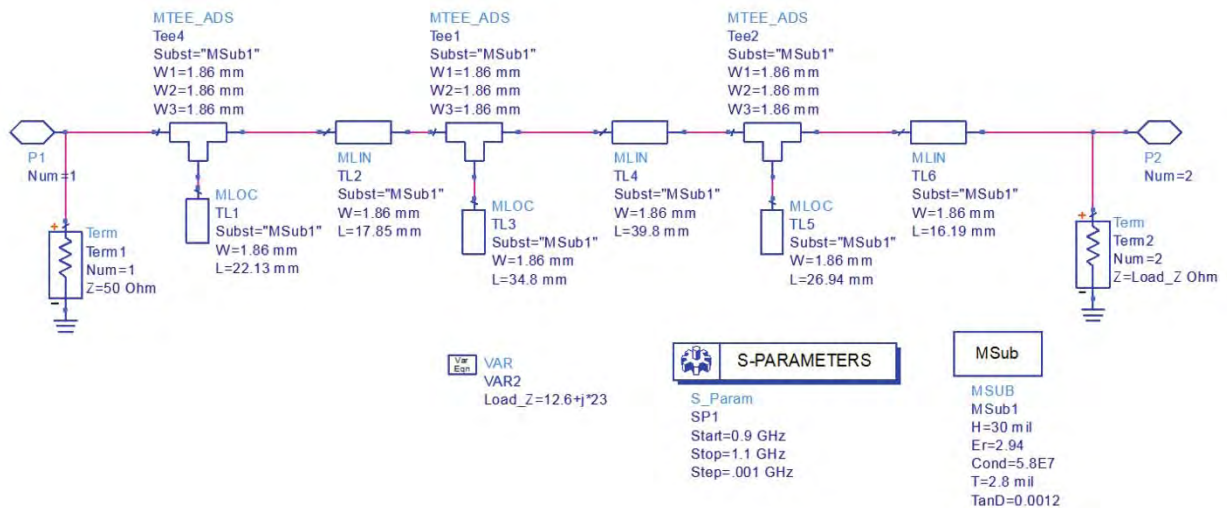 MTEE_ADS
Tee4
Subst="MSub1"
W1=1.86 mm
W2=1.86 mm
W3=1.86 mm
MTEE_ADS
Tee1
Subst="MSub1"
W1=1.86 mm
W2=1.86 mm
W3=1.86 mm
MTEE_ADS
Tee2
Subst="MSub1"
W1=1.86 mm
W2=1.86 mm
W3=1.86 mm
P1
Num=1
MLIN
TL2
Subst="MSub1"
W=1.86 mm
L=17.85 mm
MLIN
TL4
Subst="MSub1"
W=1.86 mm
L=39.8 mm
MLIN
TL6
Subst="MSub1"
W=1.86 mm
L=16.19 mm
P2
Num=2
MLOC
TL1
Subst="MSub1"
W=1.86 mm
L=22.13 mm
MLOC
TL3
Subst="MSub1"
W=1.86 mm
L=34.8 mm
MLOC
TL5
Subst="MSub1"
W=1.86 mm
L=26.94 mm
+
Term
Term1
Num=1
Z=50 Ohm
-
+
Term
Term2
Num=2
Z=Load_Z Ohm
-
Var
Eqn
VAR
VAR2
Load_Z=12.6+j*23
S-PARAMETERS
S_Param
SP1
Start=0.9 GHz
Stop=1.1 GHz
Step=.001 GHz
MSub
MSUB
MSub1
H=30 mil
Er=2.94
Cond=5.8E7
T=2.8 mil
TanD=0.0012